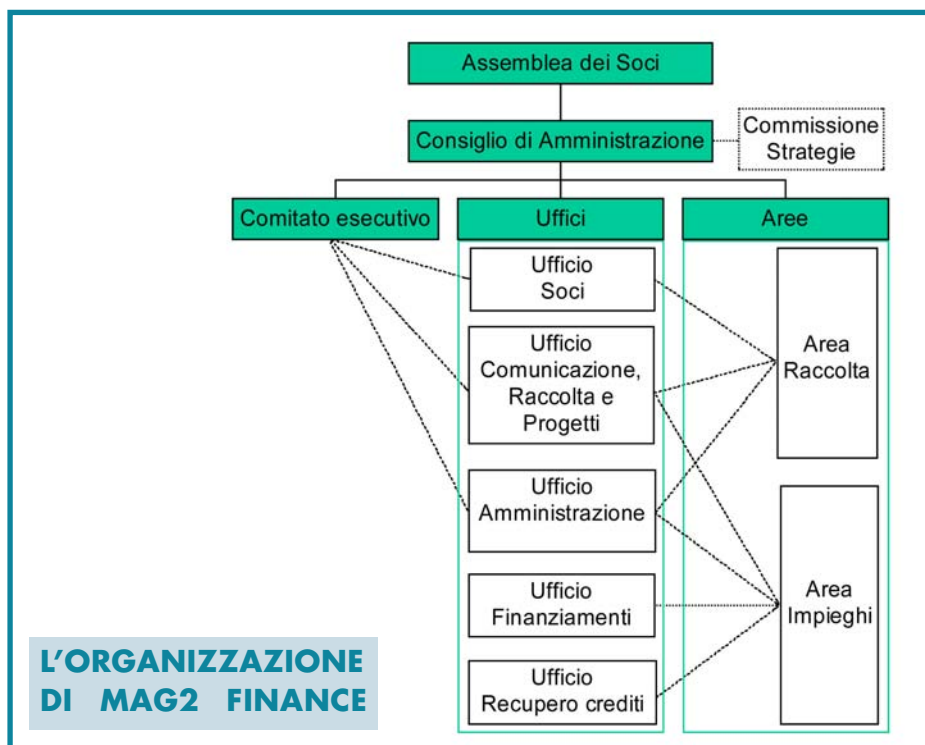 Assemblea dei Soci
Consiglio di Amministrazione
Commissione
Strategie
Comitato esecutivo
Uffici
Aree
Ufficio
Soci
Ufficio
Comunicazione,
Raccolta e
Progetti
Ufficio
Amministrazione
Ufficio
Finanziamenti
Ufficio
Recupero crediti
Area
Raccolta
Area
Impieghi
L'ORGANIZZAZIONE
DI MAG2 FINANCE